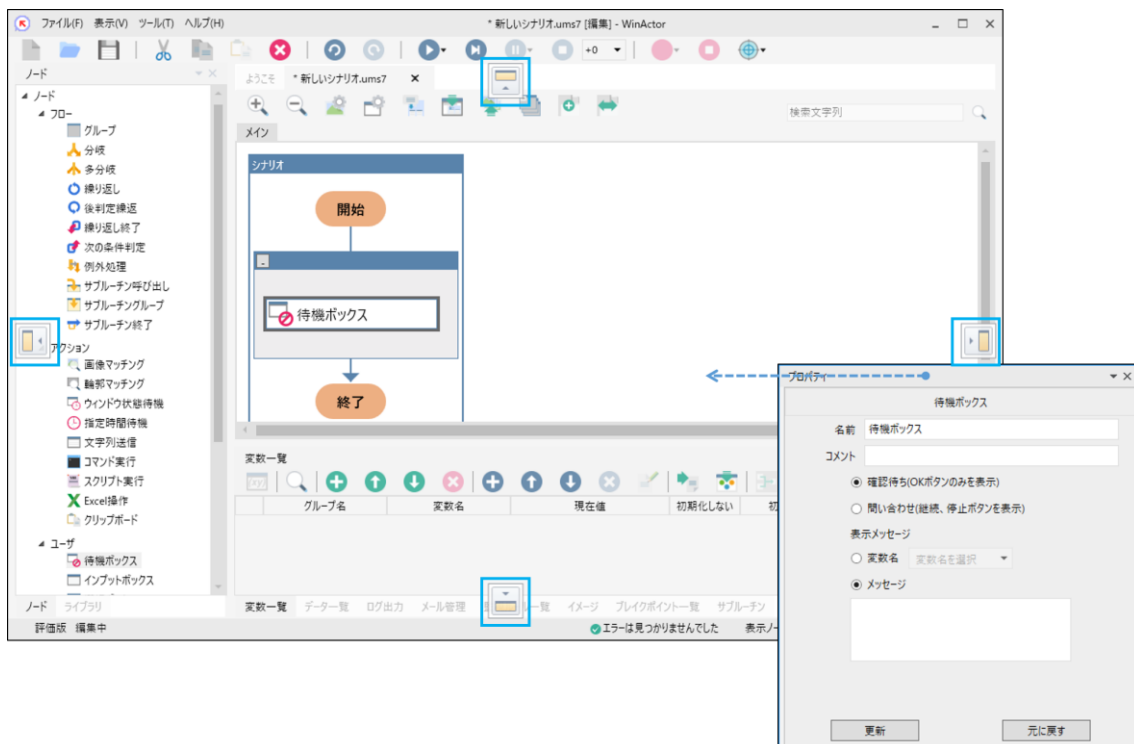 ファイル(F) 表示(V) ツール(T) ヘルプ(H)
* 新しいシナリオ.ums7 [編集] - WinActor
+0
ノード
ようこそ * 新しいシナリオ.ums7
検索文字列
メイン
ノード
フロー
グループ
分岐
多分岐
繰り返し
後判定繰返
繰り返し終了
次の条件判定
例外処理
サブルーチン呼び出し
サブルーチングループ
サブルーチン終了
アクション
画像マッチング
輪郭マッチング
ウィンドウ状態待機
指定時間待機
文字列送信
コマンド実行
スクリプト実行
Excel操作
クリップボード
ユーザ
待機ボックス
インプットボックス
ノード ライブラリ
シナリオ
開始
待機ボックス
終了
変数一覧
グループ名 変数名 現在値 初期化しない
変数一覧 データ一覧 ログ出力 メール管理 イメージ ブレイクポイント一覧 サブルーチン
評価版 編集中
エラーは見つかりませんでした
プロパティ
待機ボックス
名前 待機ボックス
コメント
確認待ち(OKボタンのみを表示)
問い合わせ(継続、停止ボタンを表示)
表示メッセージ
変数名 変数名を選択
メッセージ
更新 元に戻す